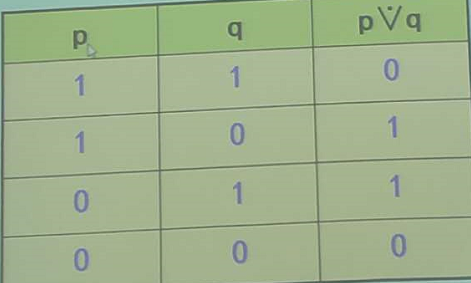 p q p ⩒ q
1 1 0
1 0 1
0 1 1
0 0 0